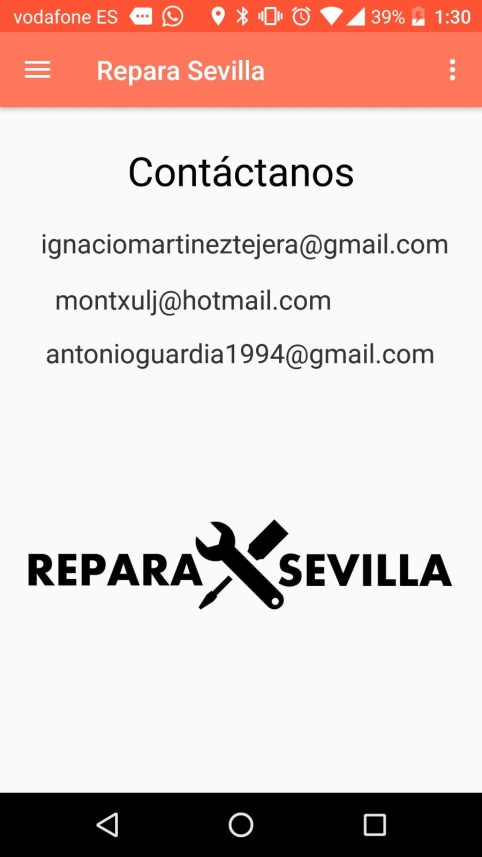 vodafone ES 39% 1:30
Repara Sevilla
Contáctanos
ignaciomartineztejera@gmail.com
montxulj@hotmail.com
antonioguardia1994@gmail.com
REPARA SEVILLA